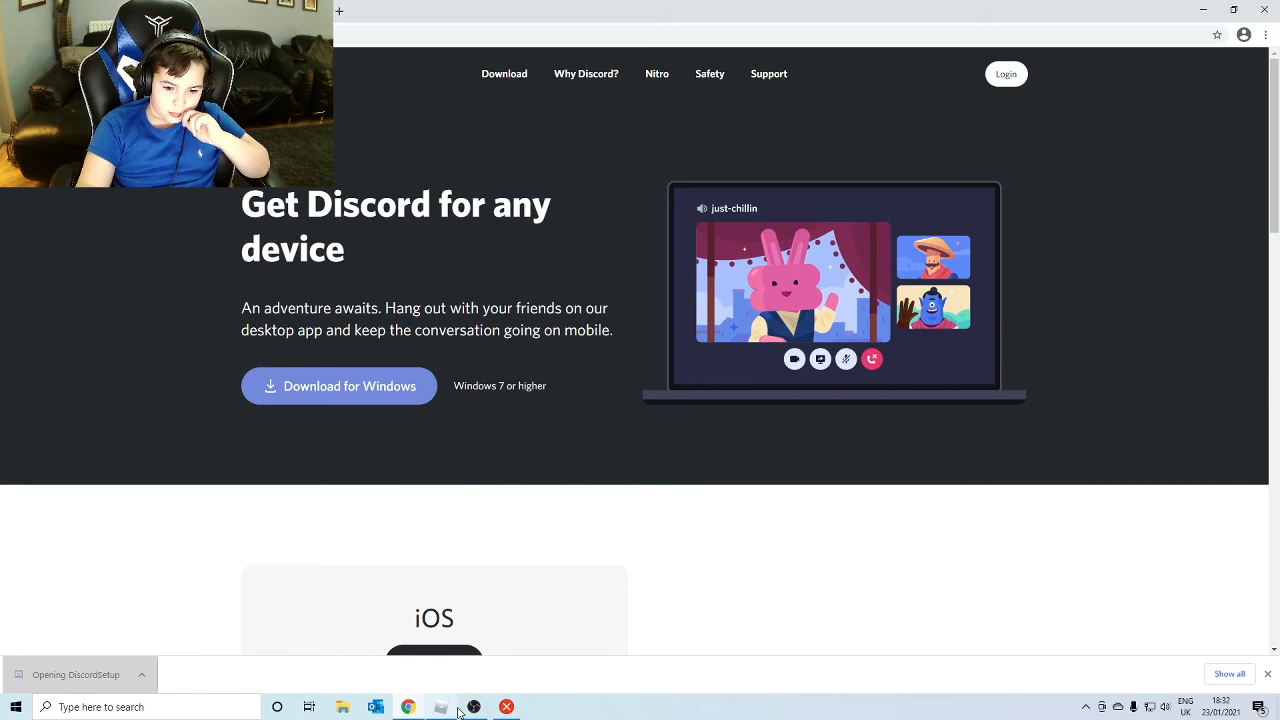 Download Why Discord? Nitro Safety Support Login
Get Discord for any
device
An adventure awaits. Hang out with your friends on our
desktop app and keep the conversation going on mobile.
Download for Windows Windows 7 or higher
just-chillin
iOS
Opening DiscordSetup
Show all
Type here to search
ENG
UK
18:32
23/01/2021
5